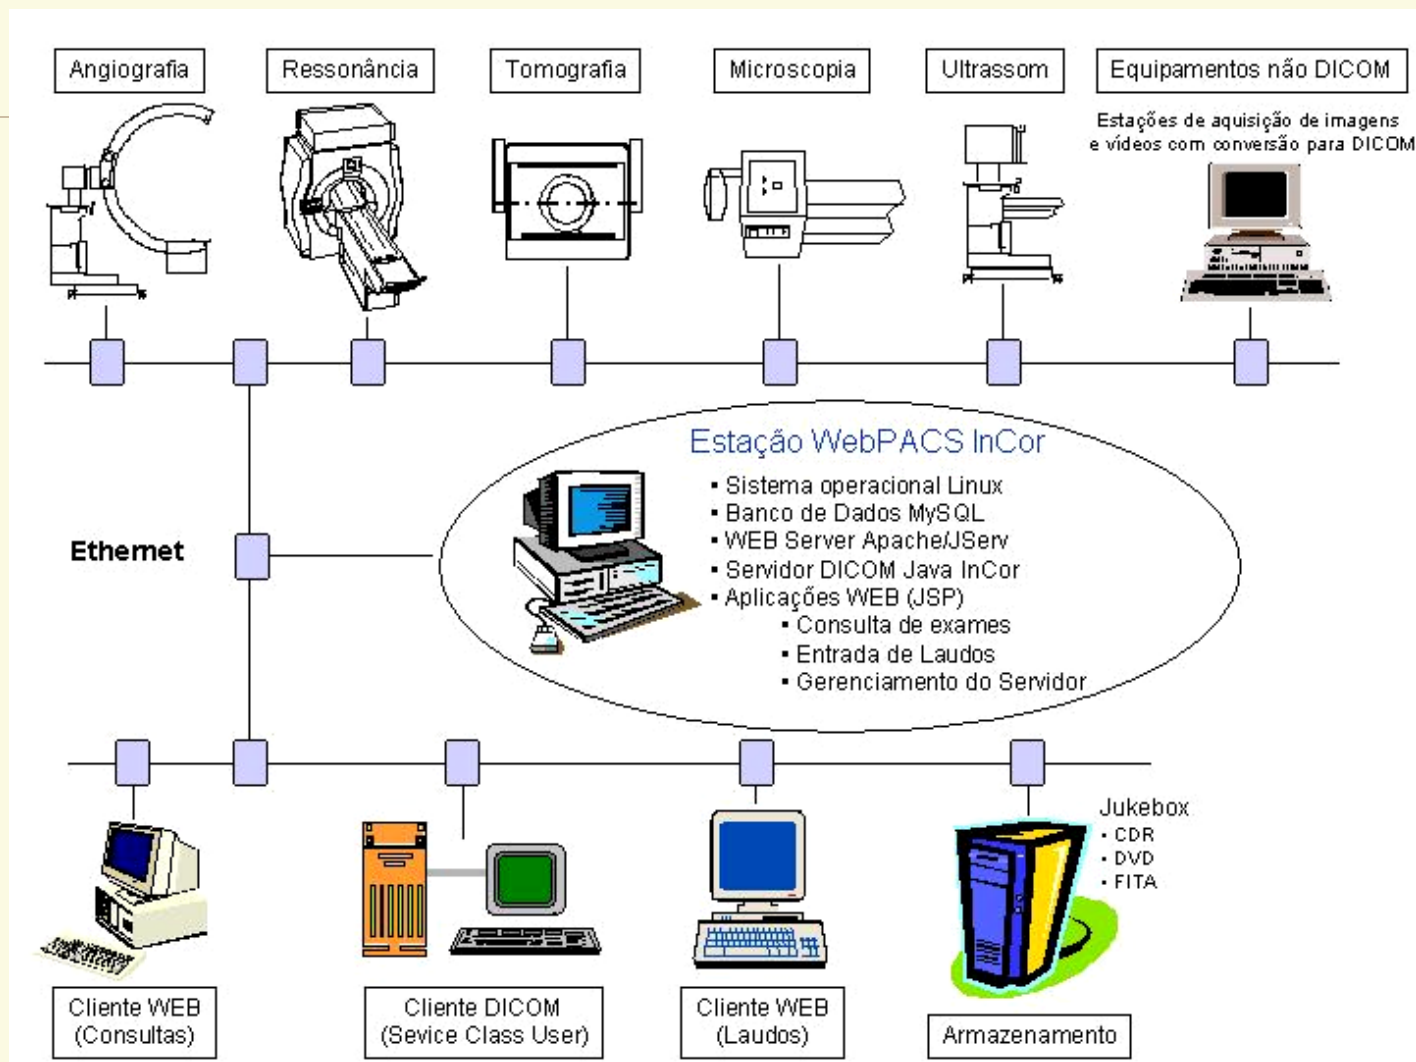 Angiografia
Ressonância
Tomografia
Microscopia
Ultrassom
Equipamentos não DICOM
Estações de aquisição de imagens
e vídeos com conversão para DICOM
Estação WebPACS InCor
▪ Sistema operacional Linux
▪ Banco de Dados MySQL
▪ WEB Server Apache/JServ
▪ Servidor DICOM Java InCor
▪ Aplicações WEB (JSP)
▪ Consulta de exames
▪ Entrada de Laudos
▪ Gerenciamento do Servidor
Ethernet
Jukebox
· CDR
· DVD
· FITA
Cliente WEB
(Consultas)
Cliente DICOM
(Sevice Class User)
Cliente WEB
(Laudos)
Armazenamento